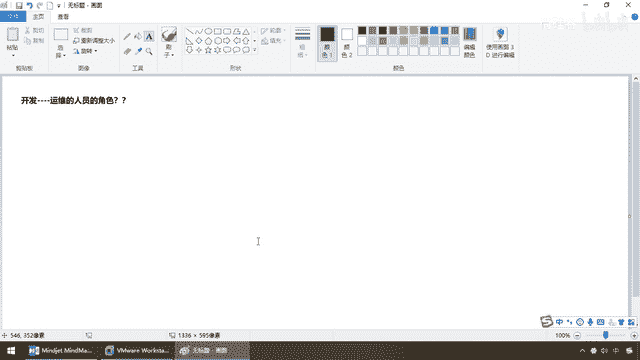 无标题 - 画图
主页
查看
粘贴
剪切
复制
剪贴板
选择
裁剪
重新调整大小
旋转
图像
工具
刷子
形状
轮廓
填充
粗细
颜色 1
颜色 2
编辑颜色
颜色
使用画图 3D 进行编辑
开发----运维的人员的角色？？
546, 352像素
1336 × 595像素
100%
中
Mindjet MindMa...
VMware Worksta...
无标题 - 画图